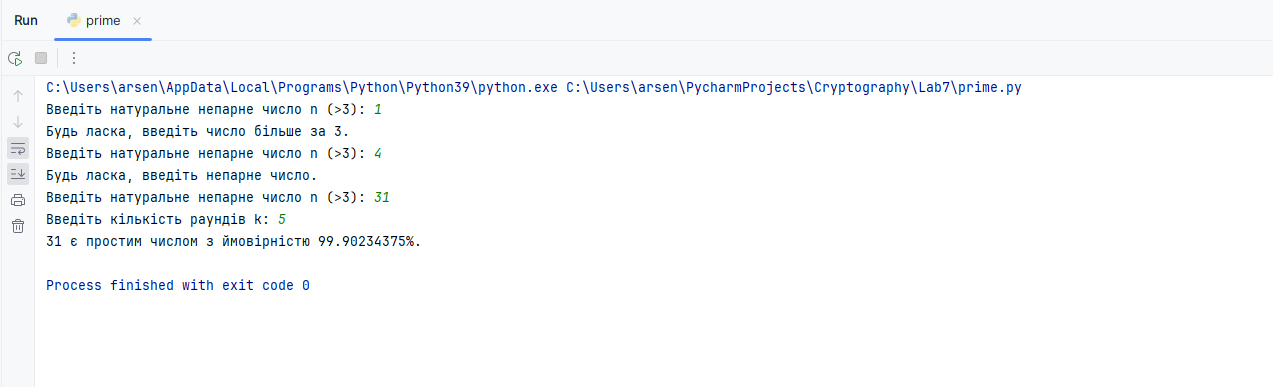 Run prime
C:\Users\arsen\AppData\Local\Programs\Python\Python39\python.exe C:\Users\arsen\PycharmProjects\Cryptography\Lab7\prime.py
Введіть натуральне непарне число n (>3): 1
Будь ласка, введіть число більше за 3.
Введіть натуральне непарне число n (>3): 4
Будь ласка, введіть непарне число.
Введіть натуральне непарне число n (>3): 31
Введіть кількість раундів k: 5
31 є простим числом з ймовірністю 99.90234375%.
Process finished with exit code 0